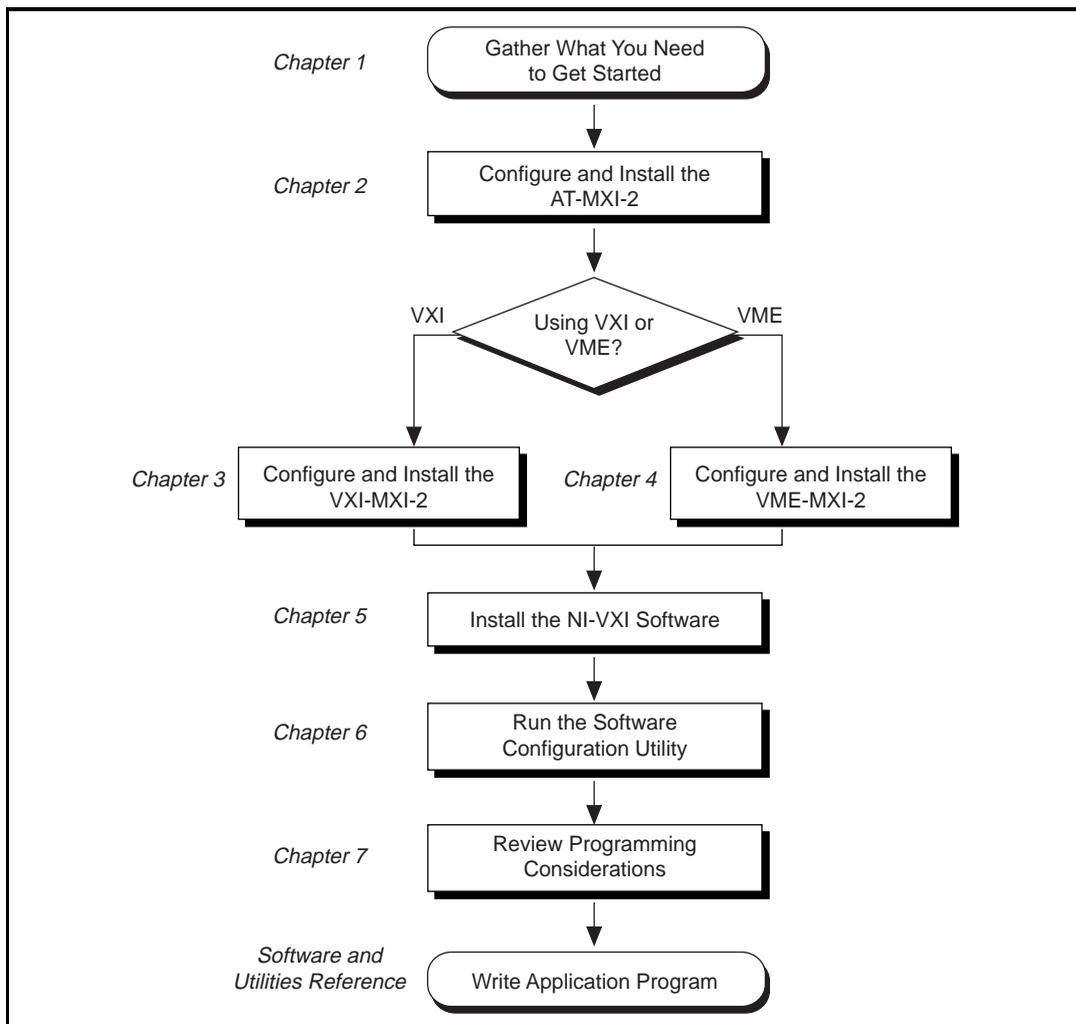 Chapter 1
Gather What You Need
to Get Started
Chapter 2
Configure and Install the
AT-MXI-2
VXI
Using VXI or
VME?
VME
Chapter 3
Configure and Install the
VXI-MXI-2
Chapter 4
Configure and Install the
VME-MXI-2
Chapter 5
Install the NI-VXI Software
Chapter 6
Run the Software
Configuration Utility
Chapter 7
Review Programming
Considerations
Software and
Utilities Reference
Write Application Program